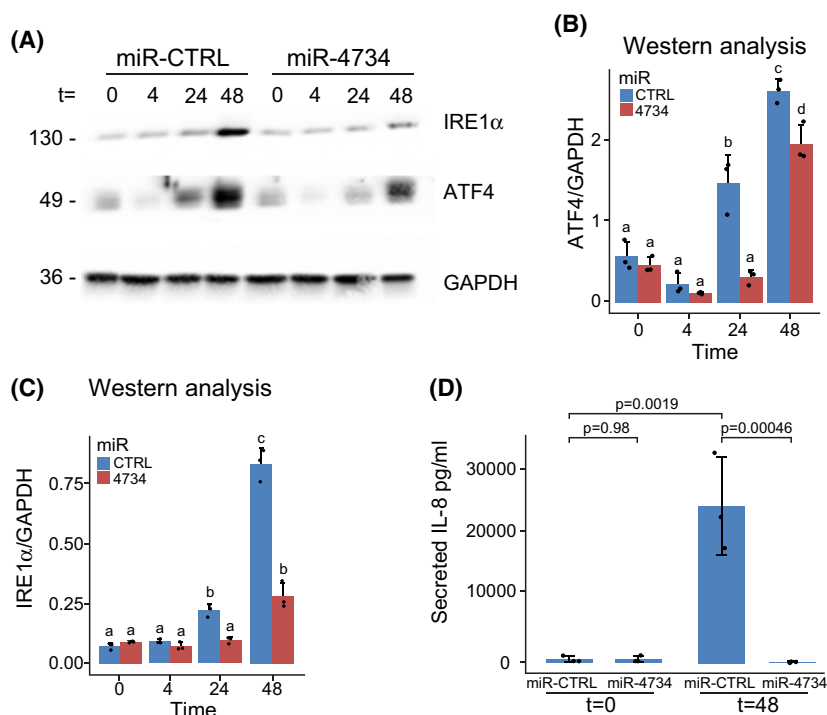 (A)
miR-CTRL miR-4734
t= 0 4 24 48 0 4 24 48
130 - IRE1α
49 - ATF4
36 - GAPDH
(B)
Western analysis
miR
CTRL
4734
ATF4/GAPDH
2
1
0
a a a a b a c d
0 4 24 48
Time
(C) Western analysis
miR
CTRL
4734
IRE1α/GAPDH
0.75
0.50
0.25
0.00
a a a a b a c b
0 4 24 48
Time
(D)
p=0.0019
p=0.98 p=0.00046
Secreted IL-8 pg/ml
30000
20000
10000
0
miR-CTRL miR-4734 miR-CTRL miR-4734
t=0 t=48